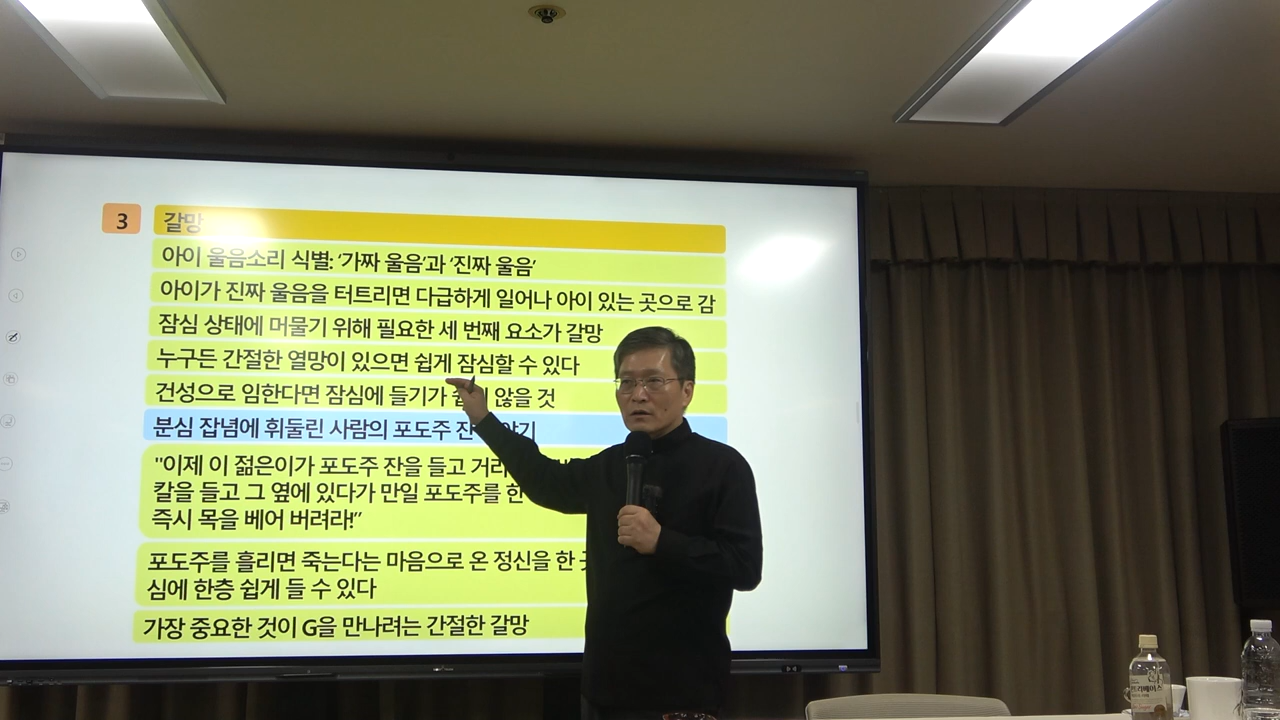 3 갈망
아이 울음소리 식별: ‘가짜 울음’과 ‘진짜 울음’
아이가 진짜 울음을 터트리면 다급하게 일어나 아이 있는 곳으로 감
잠심 상태에 머물기 위해 필요한 세 번째 요소가 갈망
누구든 간절한 열망이 있으면 쉽게 잠심할 수 있다
건성으로 임한다면 잠심에 들기가 않을 것
분심 잡념에 휘둘린 사람의 포도주 잔
"이제 이 젊은이가 포도주 잔을 들고
칼을 들고 그 옆에 있다가 만일 포도주를 한
즉시 목을 베어 버려라!”
포도주를 흘리면 죽는다는 마음으로 온 정신을 한
심에 한층 쉽게 들 수 있다
가장 중요한 것이 G을 만나려는 간절한 갈망